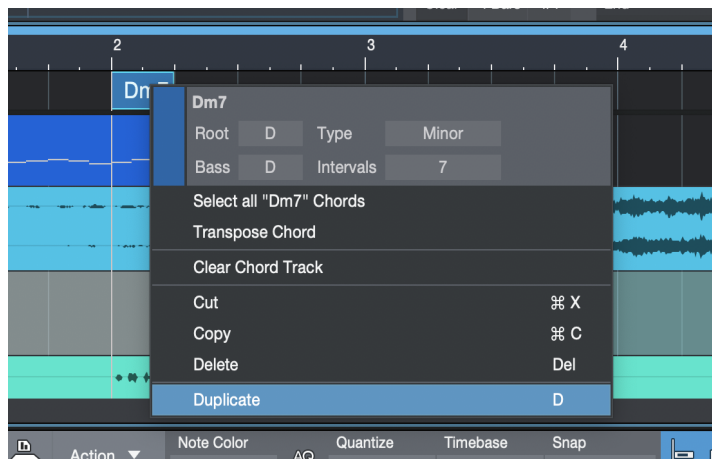 2 3 4
Dm7
Root D Type Minor
Bass D Intervals 7
Select all "Dm7" Chords
Transpose Chord
Clear Chord Track
Cut ⌘ X
Copy ⌘ C
Delete Del
Duplicate D
Note Color Quantize Timebase Snap
Action AQ